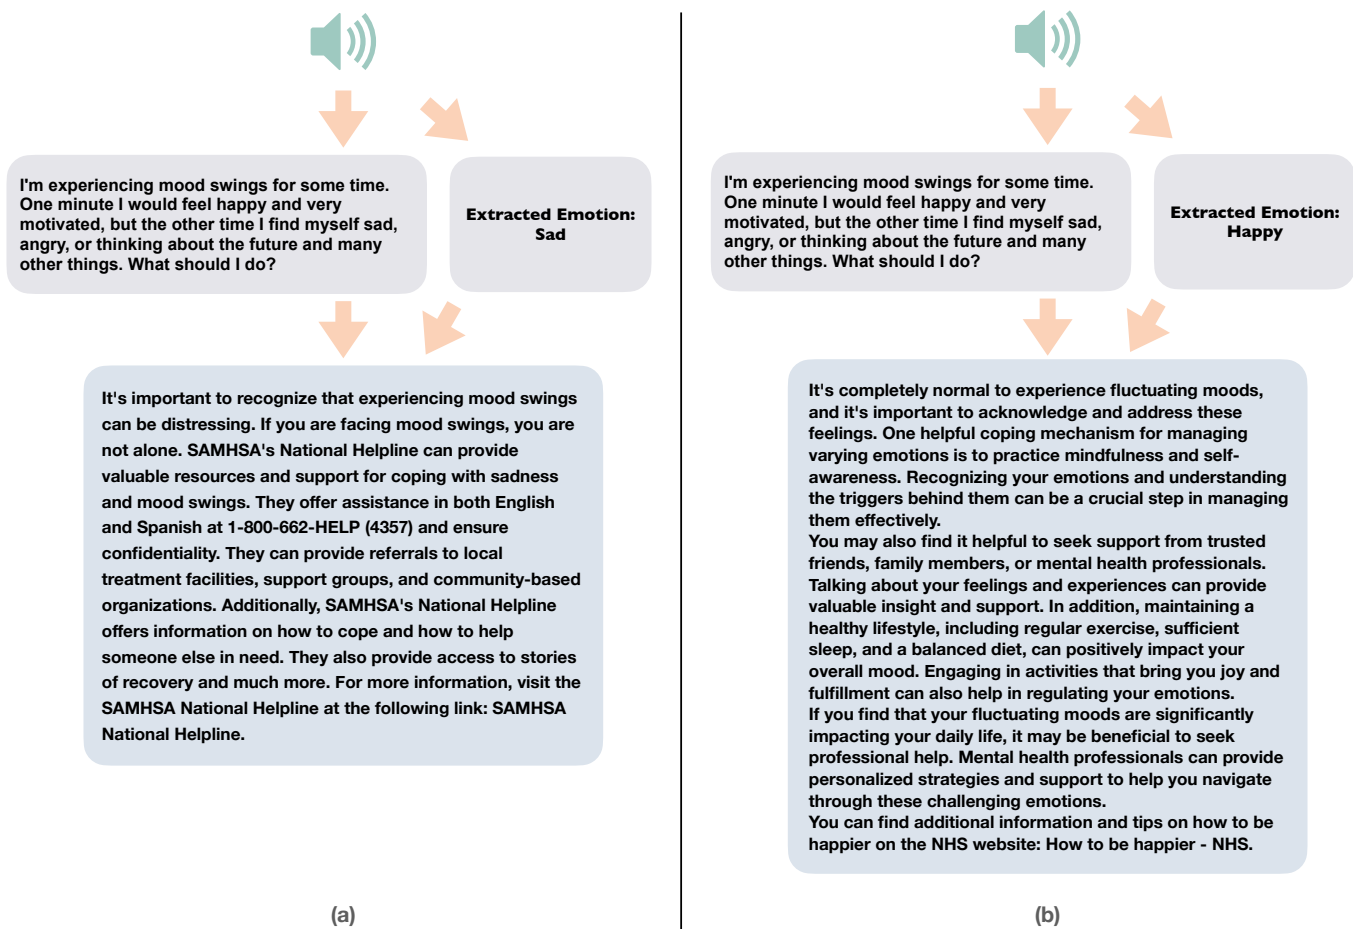 I'm experiencing mood swings for some time.
One minute I would feel happy and very
motivated, but the other time I find myself sad,
angry, or thinking about the future and many
other things. What should I do?
Extracted Emotion:
Sad
It's important to recognize that experiencing mood swings
can be distressing. If you are facing mood swings, you are
not alone. SAMHSA's National Helpline can provide
valuable resources and support for coping with sadness
and mood swings. They offer assistance in both English
and Spanish at 1-800-662-HELP (4357) and ensure
confidentiality. They can provide referrals to local
treatment facilities, support groups, and community-based
organizations. Additionally, SAMHSA's National Helpline
offers information on how to cope and how to help
someone else in need. They also provide access to stories
of recovery and much more. For more information, visit the
SAMHSA National Helpline at the following link: SAMHSA
National Helpline.
(a)
I'm experiencing mood swings for some time.
One minute I would feel happy and very
motivated, but the other time I find myself sad,
angry, or thinking about the future and many
other things. What should I do?
Extracted Emotion:
Happy
It's completely normal to experience fluctuating moods,
and it's important to acknowledge and address these
feelings. One helpful coping mechanism for managing
varying emotions is to practice mindfulness and self-
awareness. Recognizing your emotions and understanding
the triggers behind them can be a crucial step in managing
them effectively.
You may also find it helpful to seek support from trusted
friends, family members, or mental health professionals.
Talking about your feelings and experiences can provide
valuable insight and support. In addition, maintaining a
healthy lifestyle, including regular exercise, sufficient
sleep, and a balanced diet, can positively impact your
overall mood. Engaging in activities that bring you joy and
fulfillment can also help in regulating your emotions.
If you find that your fluctuating moods are significantly
impacting your daily life, it may be beneficial to seek
professional help. Mental health professionals can provide
personalized strategies and support to help you navigate
through these challenging emotions.
You can find additional information and tips on how to be
happier on the NHS website: How to be happier - NHS.
(b)